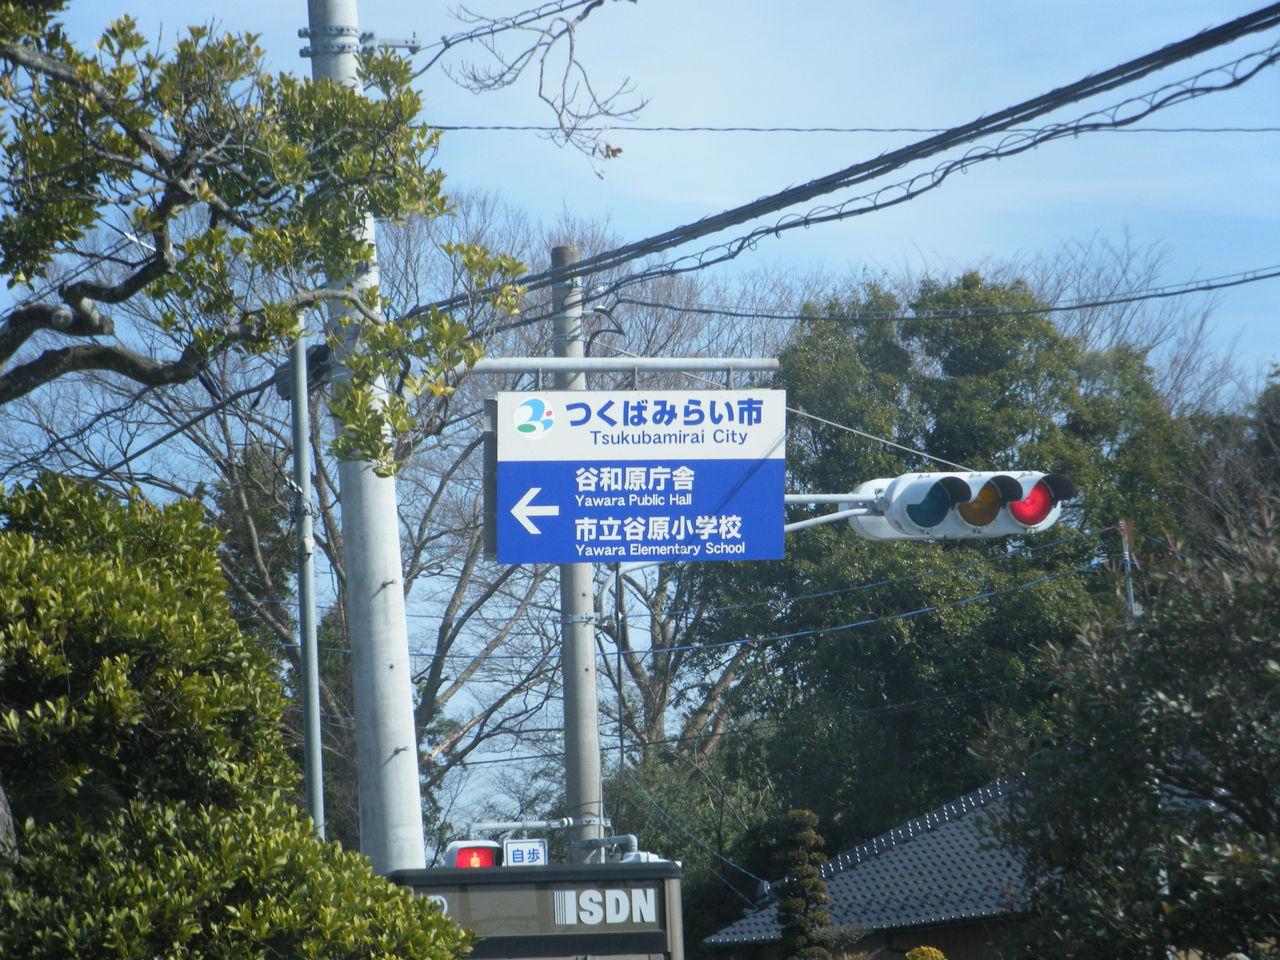 つくばみらい市
Tsukubamirai City
谷和原庁舎
Yawara Public Hall
市立谷原小学校
Yawara Elementary School
自歩
ISDN